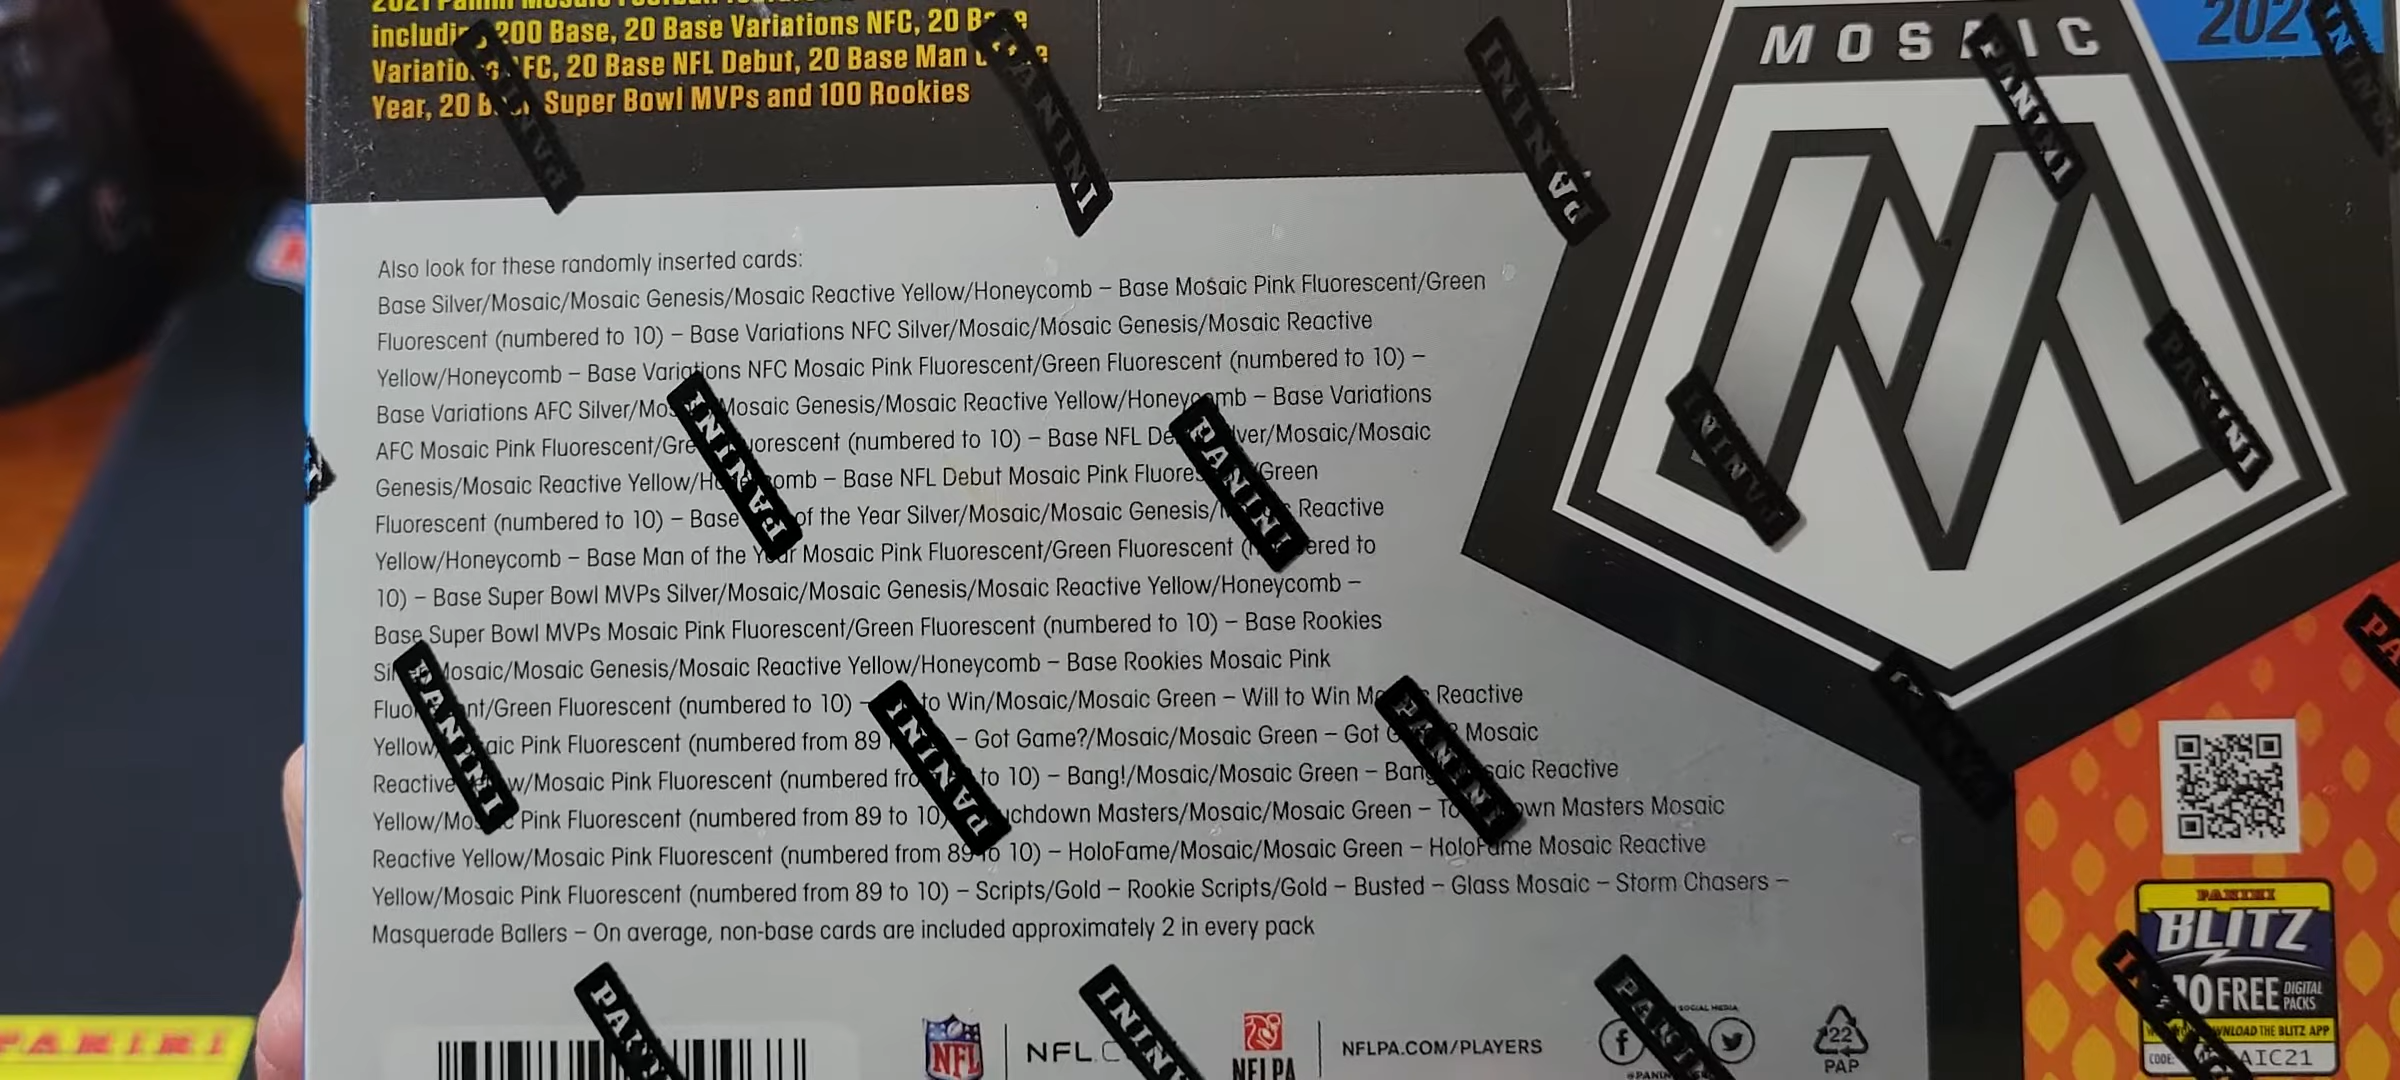 2021 Panini Mosaic Football
including 200 Base, 20 Base Variations NFC, 20 Base
Variations AFC, 20 Base NFL Debut, 20 Base Man of the
Year, 20 Base Super Bowl MVPs and 100 Rookies
MOSAIC
202
Also look for these randomly inserted cards:
Base Silver/Mosaic/Mosaic Genesis/Mosaic Reactive Yellow/Honeycomb – Base Mosaic Pink Fluorescent/Green
Fluorescent (numbered to 10) – Base Variations NFC Silver/Mosaic/Mosaic Genesis/Mosaic Reactive
Yellow/Honeycomb – Base Variations NFC Mosaic Pink Fluorescent/Green Fluorescent (numbered to 10) –
Base Variations AFC Silver/Mosaic/Mosaic Genesis/Mosaic Reactive Yellow/Honeycomb – Base Variations
AFC Mosaic Pink Fluorescent/Green Fluorescent (numbered to 10) – Base NFL Debut Silver/Mosaic/Mosaic
Genesis/Mosaic Reactive Yellow/Honeycomb – Base NFL Debut Mosaic Pink Fluorescent/Green
Fluorescent (numbered to 10) – Base Man of the Year Silver/Mosaic/Mosaic Genesis/Mosaic Reactive
Yellow/Honeycomb – Base Man of the Year Mosaic Pink Fluorescent/Green Fluorescent (numbered to
10) – Base Super Bowl MVPs Silver/Mosaic/Mosaic Genesis/Mosaic Reactive Yellow/Honeycomb –
Base Super Bowl MVPs Mosaic Pink Fluorescent/Green Fluorescent (numbered to 10) – Base Rookies
Silver/Mosaic/Mosaic Genesis/Mosaic Reactive Yellow/Honeycomb – Base Rookies Mosaic Pink
Fluorescent/Green Fluorescent (numbered to 10) – Will to Win/Mosaic/Mosaic Green – Will to Win Mosaic Reactive
Yellow/Mosaic Pink Fluorescent (numbered from 89 to 10) – Got Game?/Mosaic/Mosaic Green – Got Game? Mosaic
Reactive Yellow/Mosaic Pink Fluorescent (numbered from 89 to 10) – Bang!/Mosaic/Mosaic Green – Bang! Mosaic Reactive
Yellow/Mosaic Pink Fluorescent (numbered from 89 to 10) – Touchdown Masters/Mosaic/Mosaic Green – Touchdown Masters Mosaic
Reactive Yellow/Mosaic Pink Fluorescent (numbered from 89 to 10) – HoloFame/Mosaic/Mosaic Green – HoloFame Mosaic Reactive
Yellow/Mosaic Pink Fluorescent (numbered from 89 to 10) – Scripts/Gold – Rookie Scripts/Gold – Busted – Glass Mosaic – Storm Chasers –
Masquerade Ballers – On average, non-base cards are included approximately 2 in every pack
PANINI
PANINI
PANINI
PANINI
PANINI
PANINI
PANINI
PANINI
PANINI
PANINI
PANINI
PANINI
PANINI
NFL
NFL.C
NFLPA
NFLPA.COM/PLAYERS
SOCIAL MEDIA
22
PAP
PANINI
BLITZ
10 FREE DIGITAL PACKS
DOWNLOAD THE BLITZ APP
CODE: AIC21